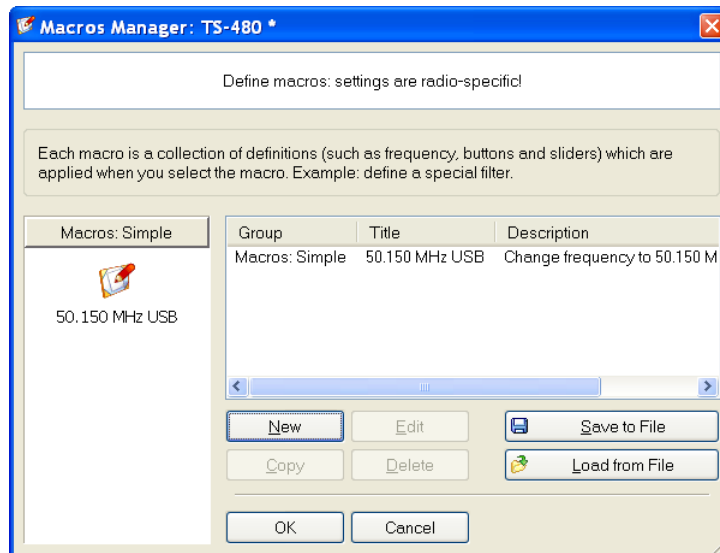 Macros Manager: TS-480 *
Define macros: settings are radio-specific!
Each macro is a collection of definitions (such as frequency, buttons and sliders) which are
applied when you select the macro. Example: define a special filter.
Macros: Simple
50.150 MHz USB
Group Title Description
Macros: Simple 50.150 MHz USB Change frequency to 50.150 M
New Edit Save to File
Copy Delete Load from File
OK Cancel